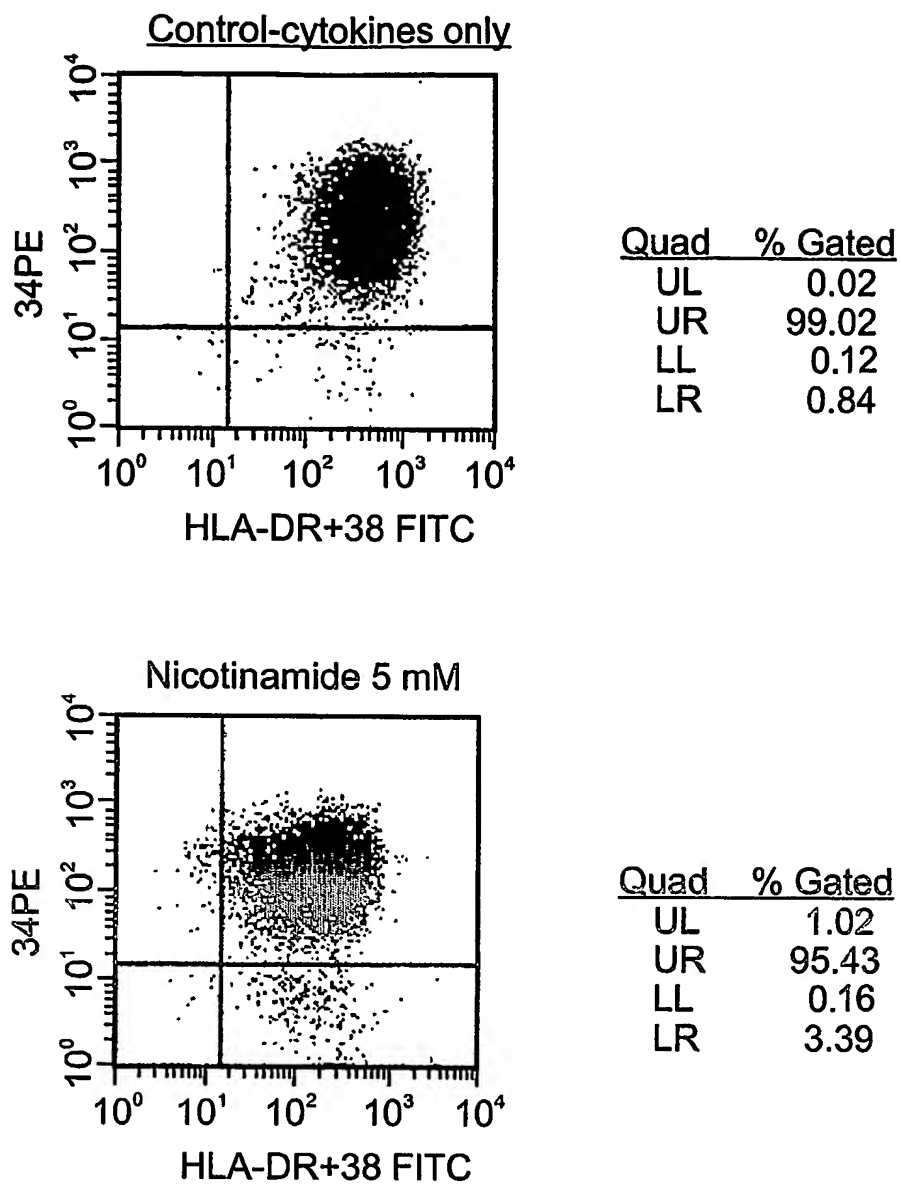 Control-cytokines only
10⁴
10³
10²
10¹
10⁰
34PE
10⁰ 10¹ 10² 10³ 10⁴
HLA-DR+38 FITC
Quad % Gated
UL 0.02
UR 99.02
LL 0.12
LR 0.84
Nicotinamide 5 mM
10⁴
10³
10²
10¹
10⁰
34PE
10⁰ 10¹ 10² 10³ 10⁴
HLA-DR+38 FITC
Quad % Gated
UL 1.02
UR 95.43
LL 0.16
LR 3.39